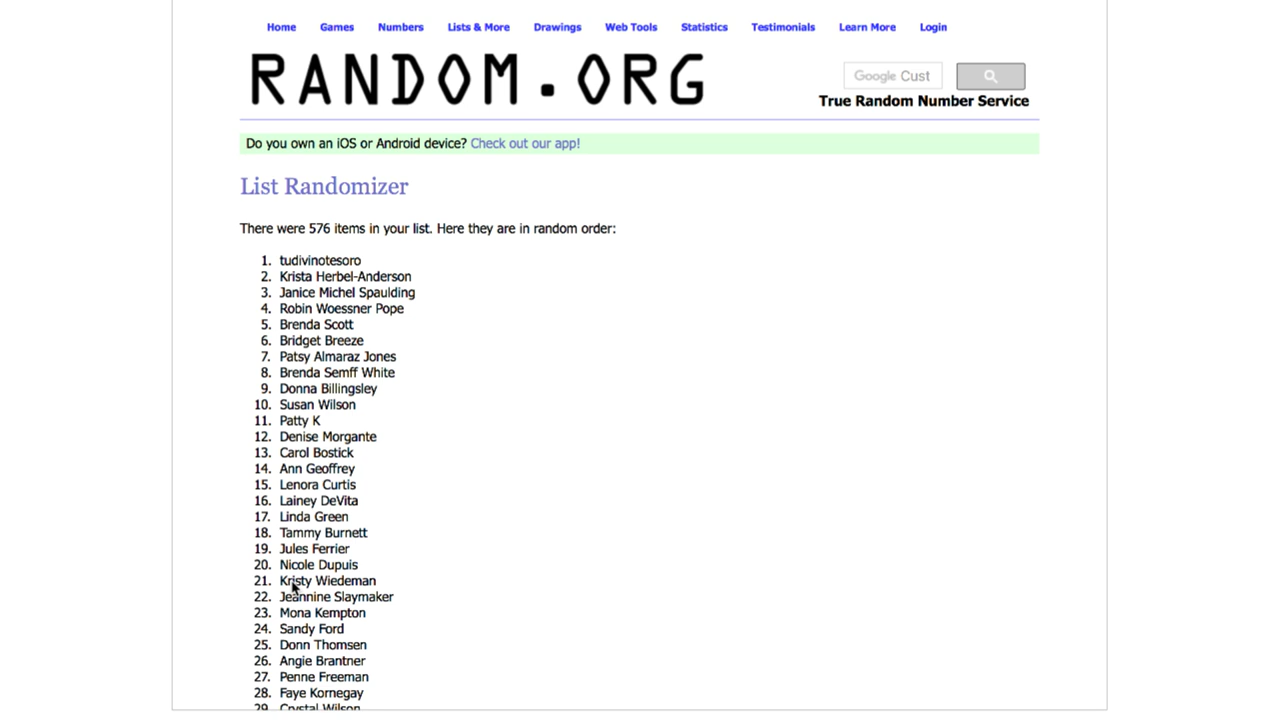 Home Games Numbers Lists & More Drawings Web Tools Statistics Testimonials Learn More Login
RANDOM.ORG
Google Cust
True Random Number Service
Do you own an iOS or Android device? Check out our app!
List Randomizer
There were 576 items in your list. Here they are in random order:
1. tudivinotesoro
2. Krista Herbel-Anderson
3. Janice Michel Spaulding
4. Robin Woessner Pope
5. Brenda Scott
6. Bridget Breeze
7. Patsy Almaraz Jones
8. Brenda Semff White
9. Donna Billingsley
10. Susan Wilson
11. Patty K
12. Denise Morgante
13. Carol Bostick
14. Ann Geoffrey
15. Lenora Curtis
16. Lainey DeVita
17. Linda Green
18. Tammy Burnett
19. Jules Ferrier
20. Nicole Dupuis
21. Kristy Wiedeman
22. Jeannine Slaymaker
23. Mona Kempton
24. Sandy Ford
25. Donn Thomsen
26. Angie Brantner
27. Penne Freeman
28. Faye Kornegay
29. Crystal Wilson